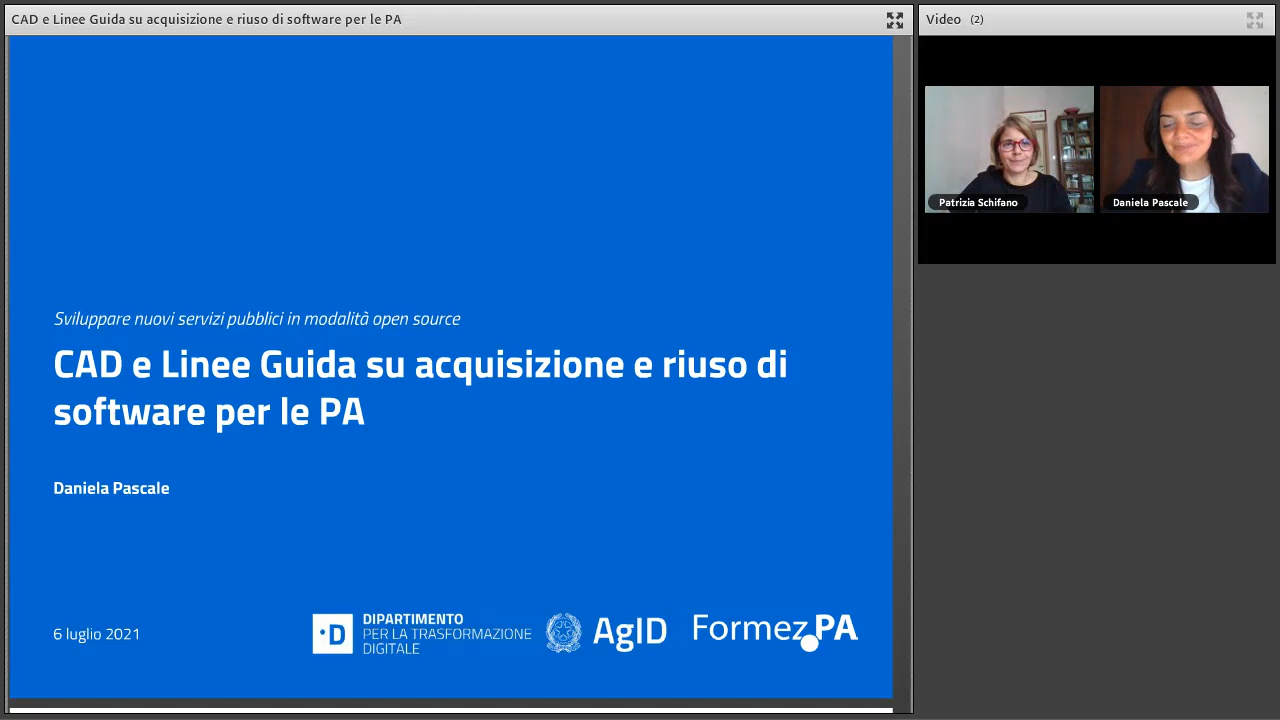 CAD e Linee Guida su acquisizione e riuso di software per le PA
Video (2)
Patrizia Schifano
Daniela Pascale
Sviluppare nuovi servizi pubblici in modalità open source
CAD e Linee Guida su acquisizione e riuso di
software per le PA
Daniela Pascale
6 luglio 2021
·D
DIPARTIMENTO
PER LA TRASFORMAZIONE
DIGITALE
AgID
Formez PA